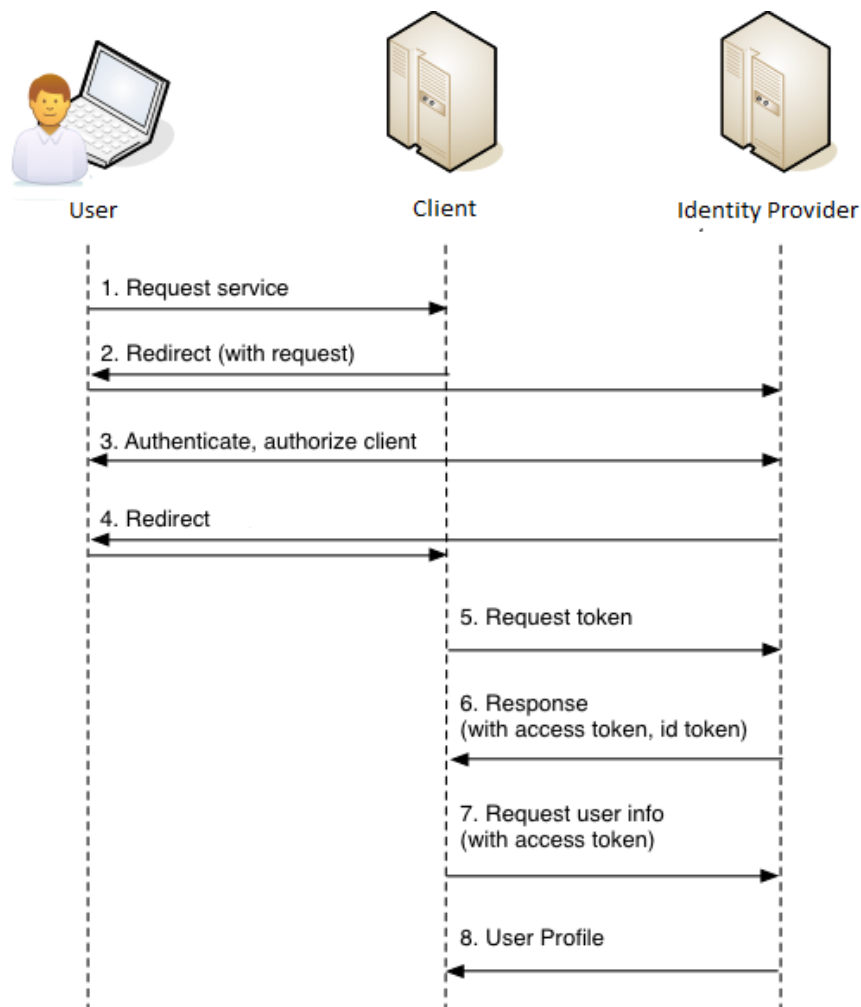 User
Client
Identity Provider
1. Request service
2. Redirect (with request)
3. Authenticate, authorize client
4. Redirect
5. Request token
6. Response
(with access token, id token)
7. Request user info
(with access token)
8. User Profile